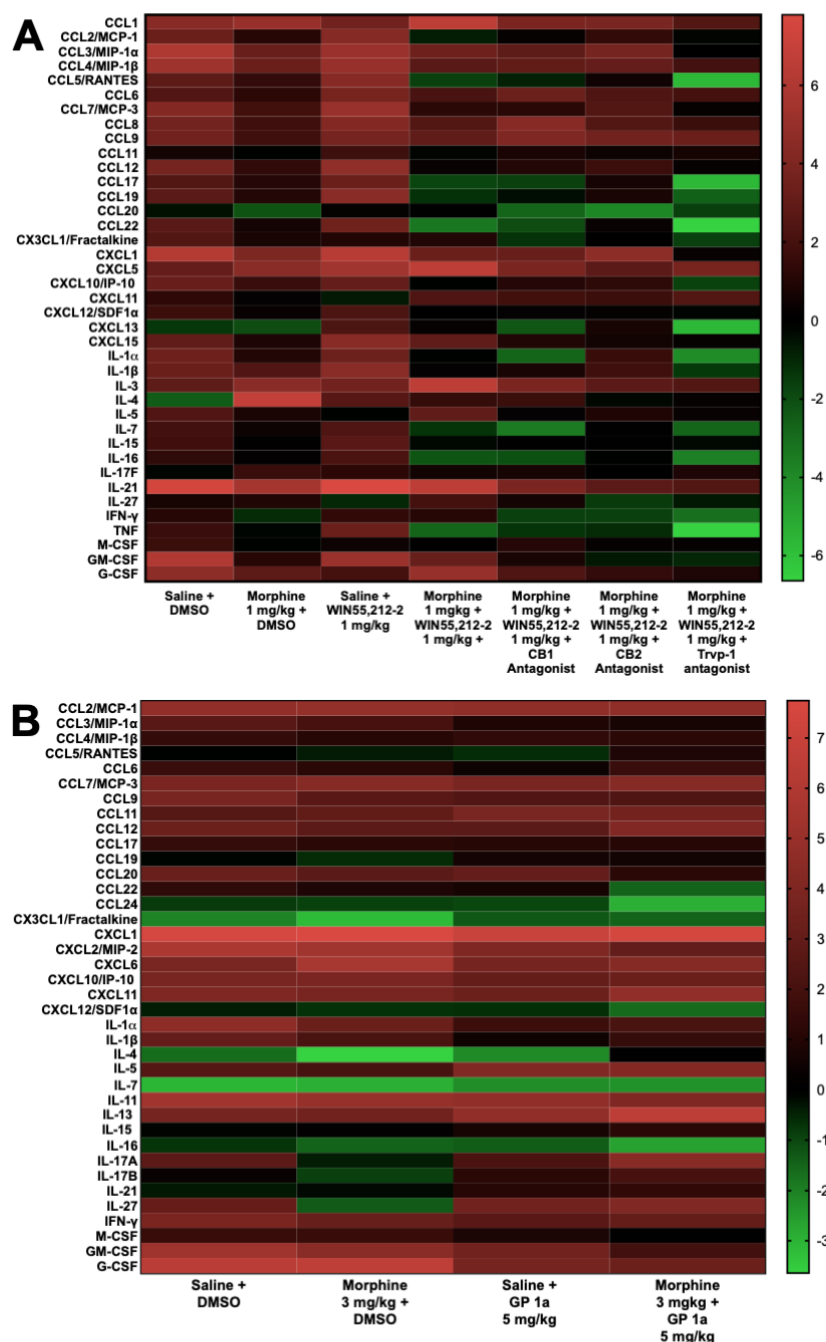 A
CCL1
CCL2/MCP-1
CCL3/MIP-1α
CCL4/MIP-1β
CCL5/RANTES
CCL6
CCL7/MCP-3
CCL8
CCL9
CCL11
CCL12
CCL17
CCL19
CCL20
CCL22
CX3CL1/Fractalkine
CXCL1
CXCL5
CXCL10/IP-10
CXCL11
CXCL12/SDF1α
CXCL13
CXCL15
IL-1α
IL-1β
IL-3
IL-4
IL-5
IL-7
IL-15
IL-16
IL-17F
IL-21
IL-27
IFN-γ
TNF
M-CSF
GM-CSF
G-CSF
6
4
2
0
-2
-4
-6
Saline +
DMSO
Morphine
1 mg/kg +
DMSO
Saline +
WIN55,212-2
1 mg/kg
Morphine
1 mgkg +
WIN55,212-2
1 mg/kg +
Morphine
1 mg/kg +
WIN55,212-2
1 mg/kg +
CB1
Antagonist
Morphine
1 mg/kg +
WIN55,212-2
1 mg/kg +
CB2
Antagonist
Morphine
1 mg/kg +
WIN55,212-2
1 mg/kg +
Trvp-1
antagonist
B
CCL2/MCP-1
CCL3/MIP-1α
CCL4/MIP-1β
CCL5/RANTES
CCL6
CCL7/MCP-3
CCL9
CCL11
CCL12
CCL17
CCL19
CCL20
CCL22
CCL24
CX3CL1/Fractalkine
CXCL1
CXCL2/MIP-2
CXCL6
CXCL10/IP-10
CXCL11
CXCL12/SDF1α
IL-1α
IL-1β
IL-4
IL-5
IL-7
IL-11
IL-13
IL-15
IL-16
IL-17A
IL-17B
IL-21
IL-27
IFN-γ
M-CSF
GM-CSF
G-CSF
7
6
5
4
3
2
1
0
-1
-2
-3
Saline +
DMSO
Morphine
3 mg/kg +
DMSO
Saline +
GP 1a
5 mg/kg
Morphine
3 mgkg +
GP 1a
5 mg/kg